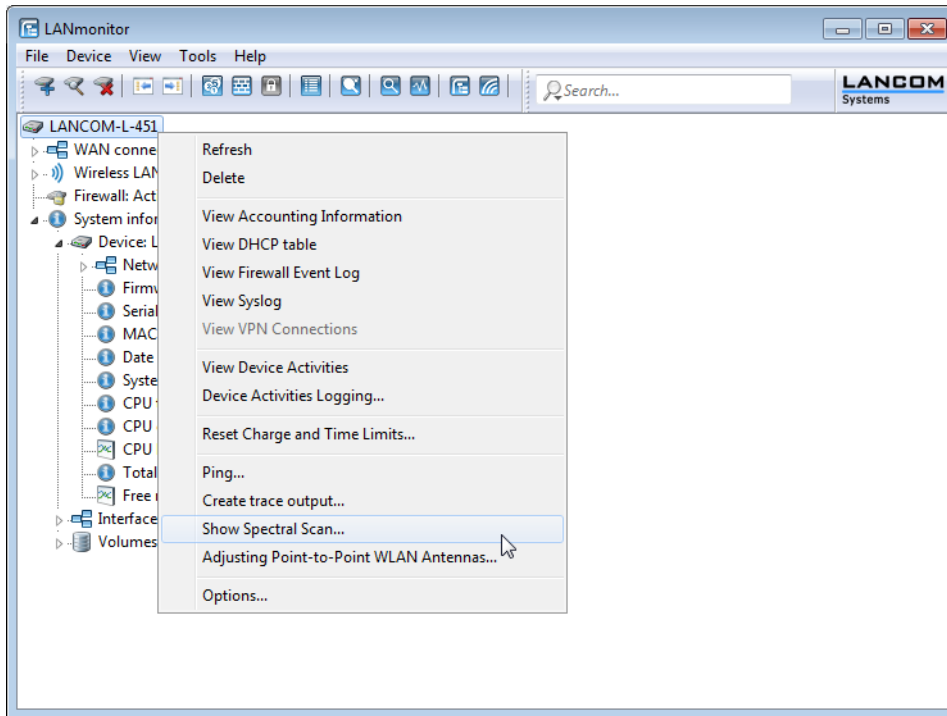 LANmonitor
File Device View Tools Help
Search...
LANCOM
Systems
LANCOM-L-451
WAN conne
Wireless LAN
Firewall: Act
System infor
Device: L
Netw
Firmw
Serial
MAC
Date
Syste
CPU
CPU
CPU
Total
Free
Interface
Volumes
Refresh
Delete
View Accounting Information
View DHCP table
View Firewall Event Log
View Syslog
View VPN Connections
View Device Activities
Device Activities Logging...
Reset Charge and Time Limits...
Ping...
Create trace output...
Show Spectral Scan...
Adjusting Point-to-Point WLAN Antennas...
Options...